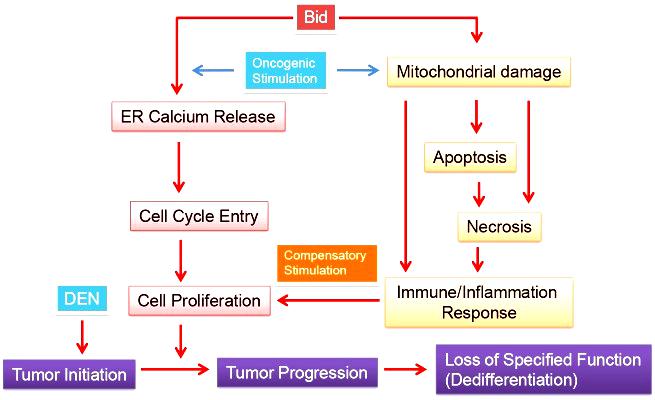 Bid
Oncogenic
Stimulation
Mitochondrial damage
ER Calcium Release
Apoptosis
Cell Cycle Entry
Necrosis
Compensatory
Stimulation
DEN
Cell Proliferation
Immune/Inflammation
Response
Tumor Initiation
Tumor Progression
Loss of Specified Function
(Dedifferentiation)